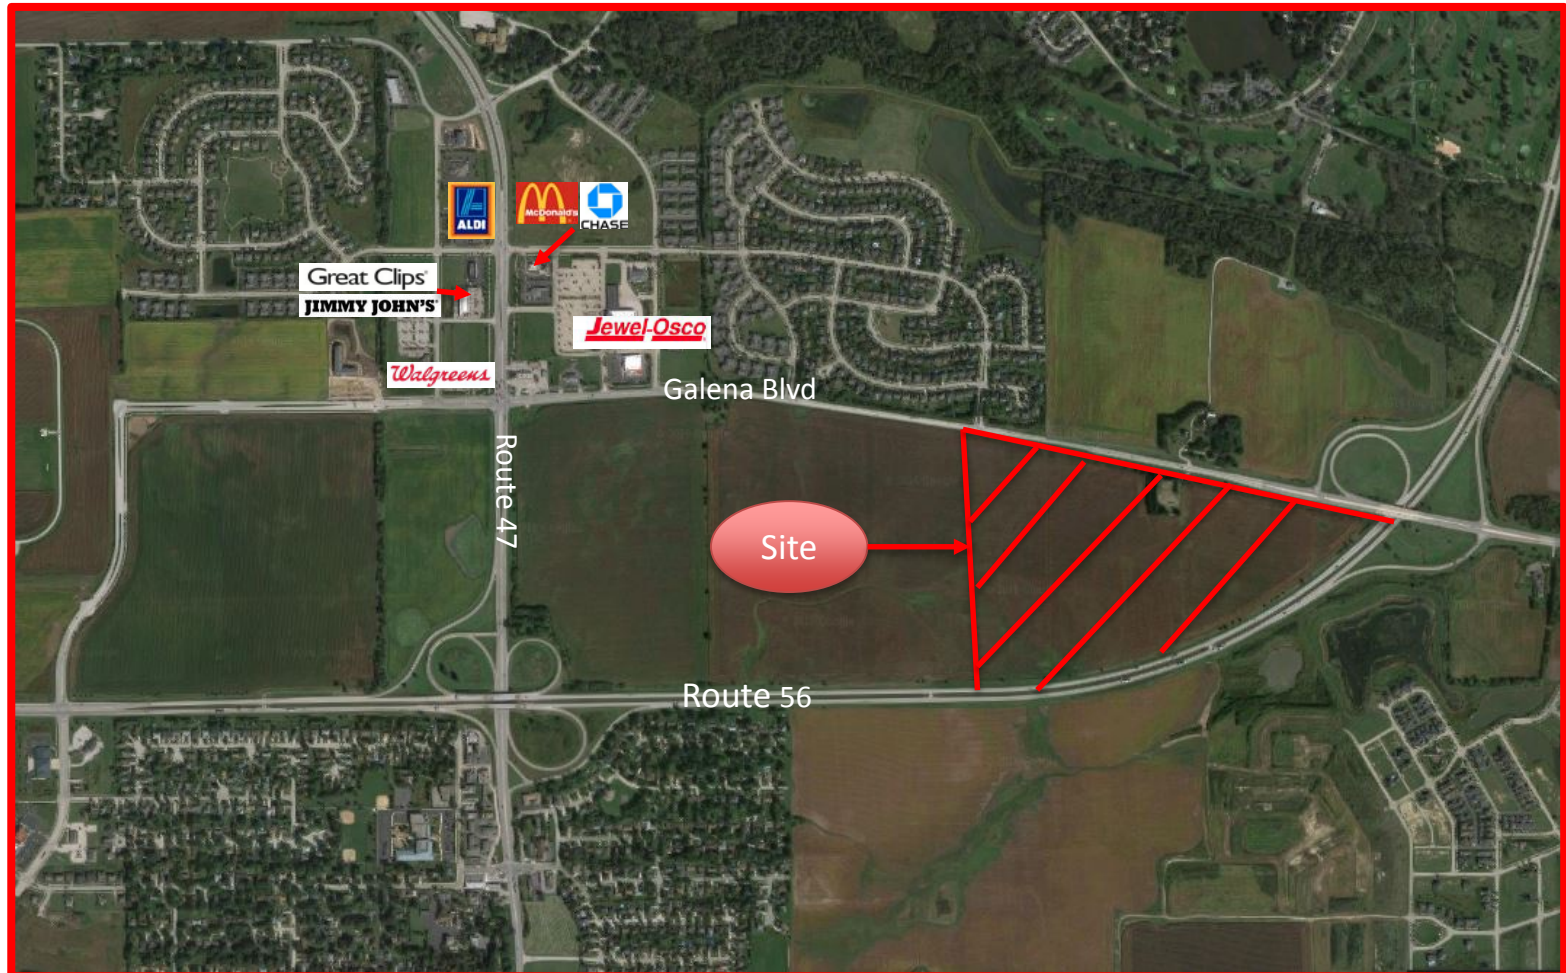 ALDI
McDonald's
CHASE
Great Clips
JIMMY JOHN'S
Jewel-Osco
Walgreens
Galena Blvd
Route 47
Site
Route 56